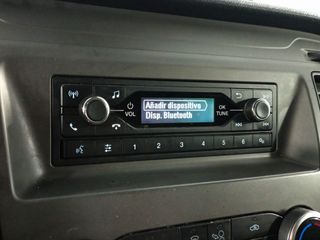 Añadir dispositivo
VOL
OK
Disp. Bluetooth
TUNE
1 2 3 4 5 6